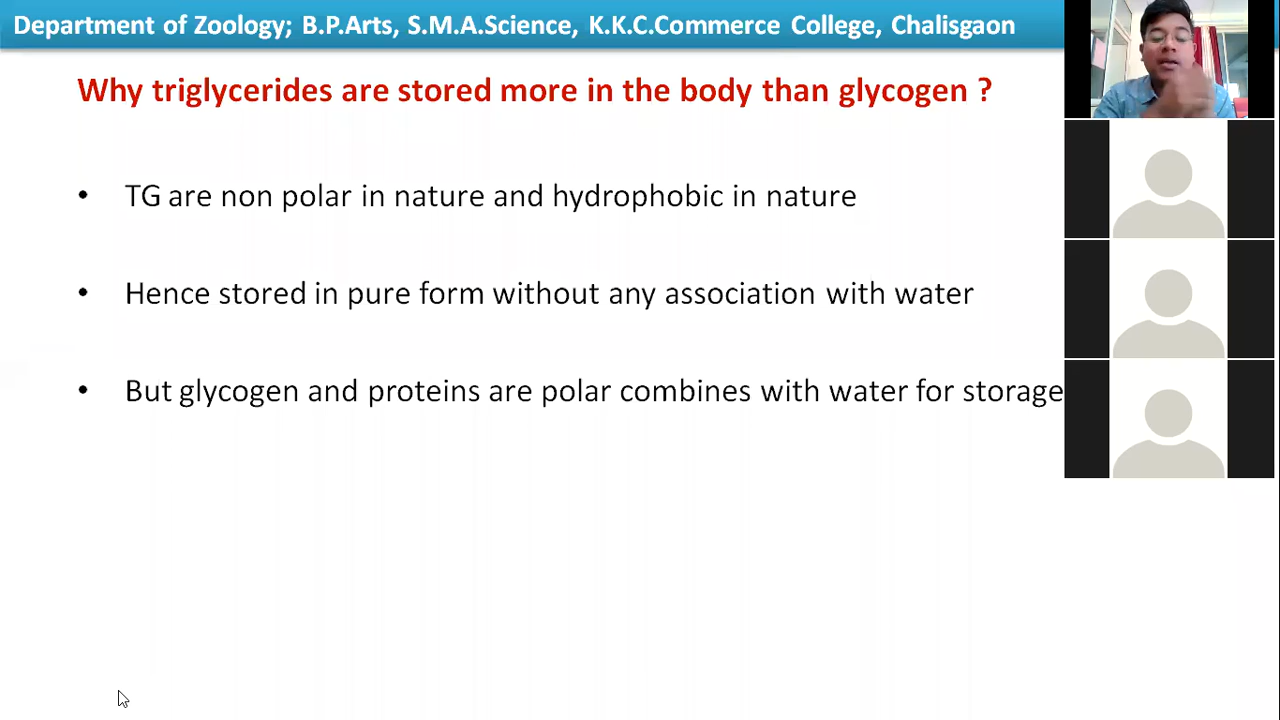 Department of Zoology; B.P.Arts, S.M.A.Science, K.K.C.Commerce College, Chalisgaon
Why triglycerides are stored more in the body than glycogen ?
• TG are non polar in nature and hydrophobic in nature
• Hence stored in pure form without any association with water
• But glycogen and proteins are polar combines with water for storage